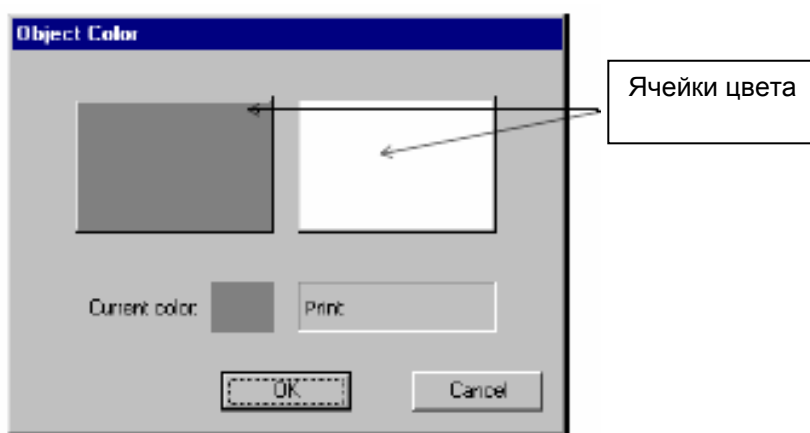 Object Color
Ячейки цвета
Current color:
Print
OK
Cancel